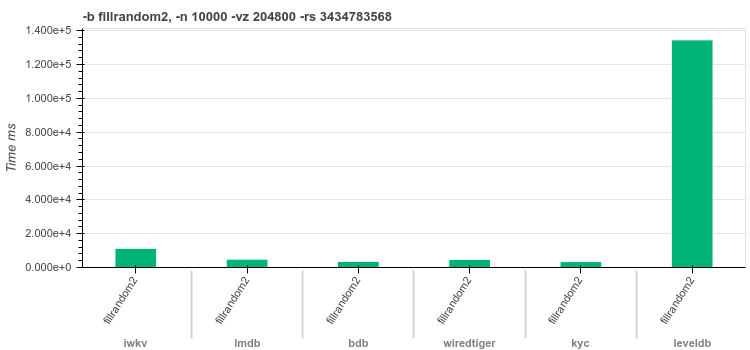 -b fillrandom2, -n 10000 -vz 204800 -rs 3434783568
Time ms
1.400e+5
1.200e+5
1.000e+5
8.000e+4
6.000e+4
4.000e+4
2.000e+4
0.000e+0
fillrandom2 fillrandom2 fillrandom2 fillrandom2 fillrandom2 fillrandom2
iwkv lmdb bdb wiredtiger kyc leveldb